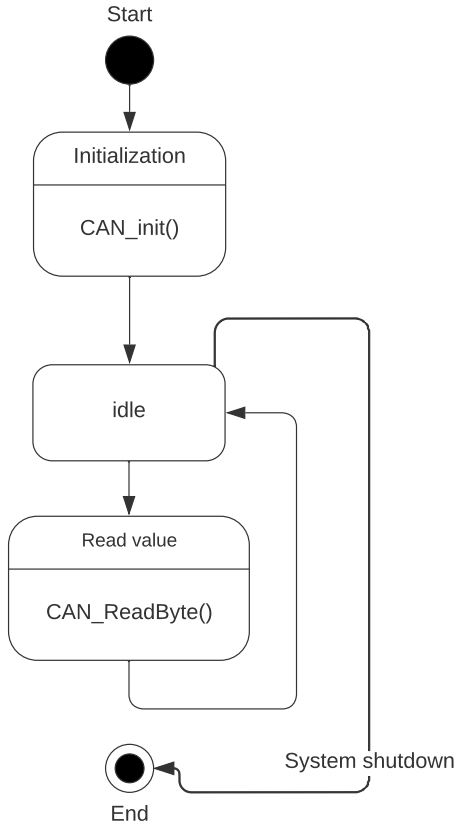 Start
Initialization
CAN_init()
idle
Read value
CAN_ReadByte()
System shutdown
End